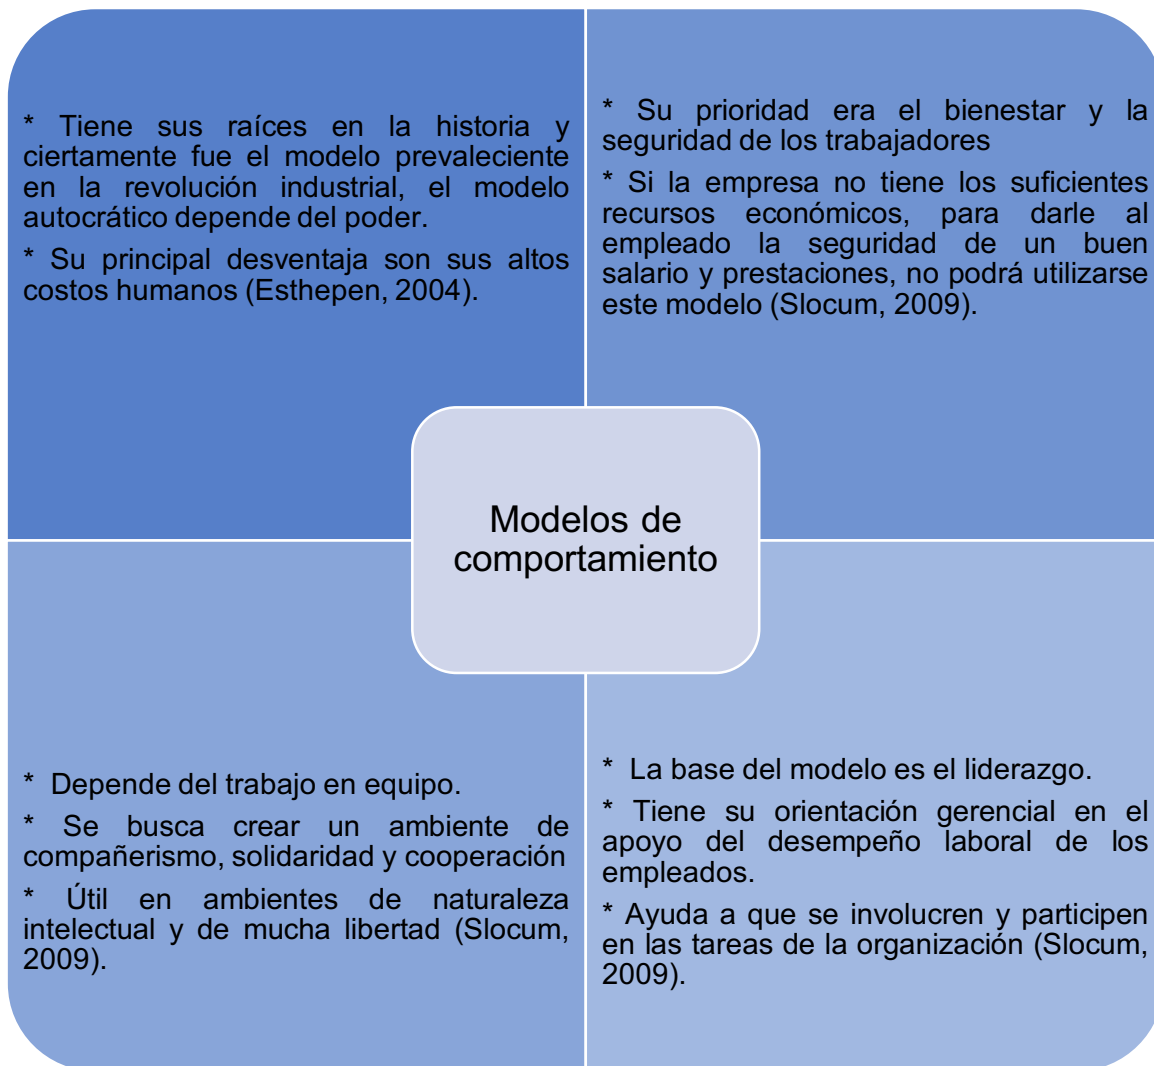 * Tiene sus raíces en la historia y
ciertamente fue el modelo prevaleciente
en la revolución industrial, el modelo
autocrático depende del poder.
* Su principal desventaja son sus altos
costos humanos (Esthepen, 2004).
* Su prioridad era el bienestar y la
seguridad de los trabajadores
* Si la empresa no tiene los suficientes
recursos económicos, para darle al
empleado la seguridad de un buen
salario y prestaciones, no podrá utilizarse
este modelo (Slocum, 2009).
Modelos de
comportamiento
* Depende del trabajo en equipo.
* Se busca crear un ambiente de
compañerismo, solidaridad y cooperación
* Útil en ambientes de naturaleza
intelectual y de mucha libertad (Slocum,
2009).
* La base del modelo es el liderazgo.
* Tiene su orientación gerencial en el
apoyo del desempeño laboral de los
empleados.
* Ayuda a que se involucren y participen
en las tareas de la organización (Slocum,
2009).